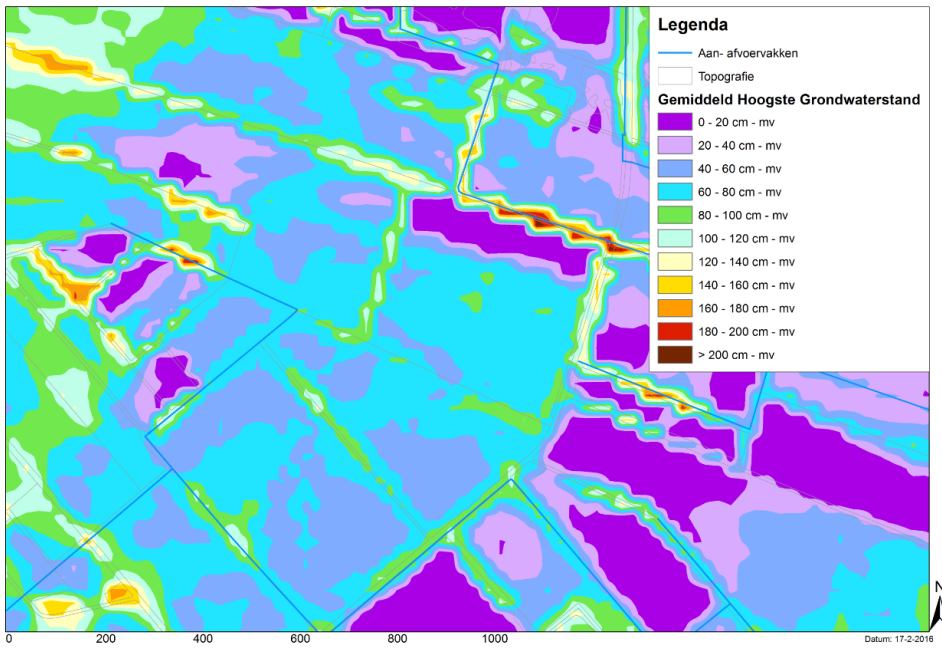 Legenda
Aan- afvoervakken
Topografie
Gemiddeld Hoogste Grondwaterstand
0 - 20 cm - mv
20 - 40 cm - mv
40 - 60 cm - mv
60 - 80 cm - mv
80 - 100 cm - mv
100 - 120 cm - mv
120 - 140 cm - mv
140 - 160 cm - mv
160 - 180 cm - mv
180 - 200 cm - mv
> 200 cm - mv
N
0 200 400 600 800 1000
Datum: 17-2-2016